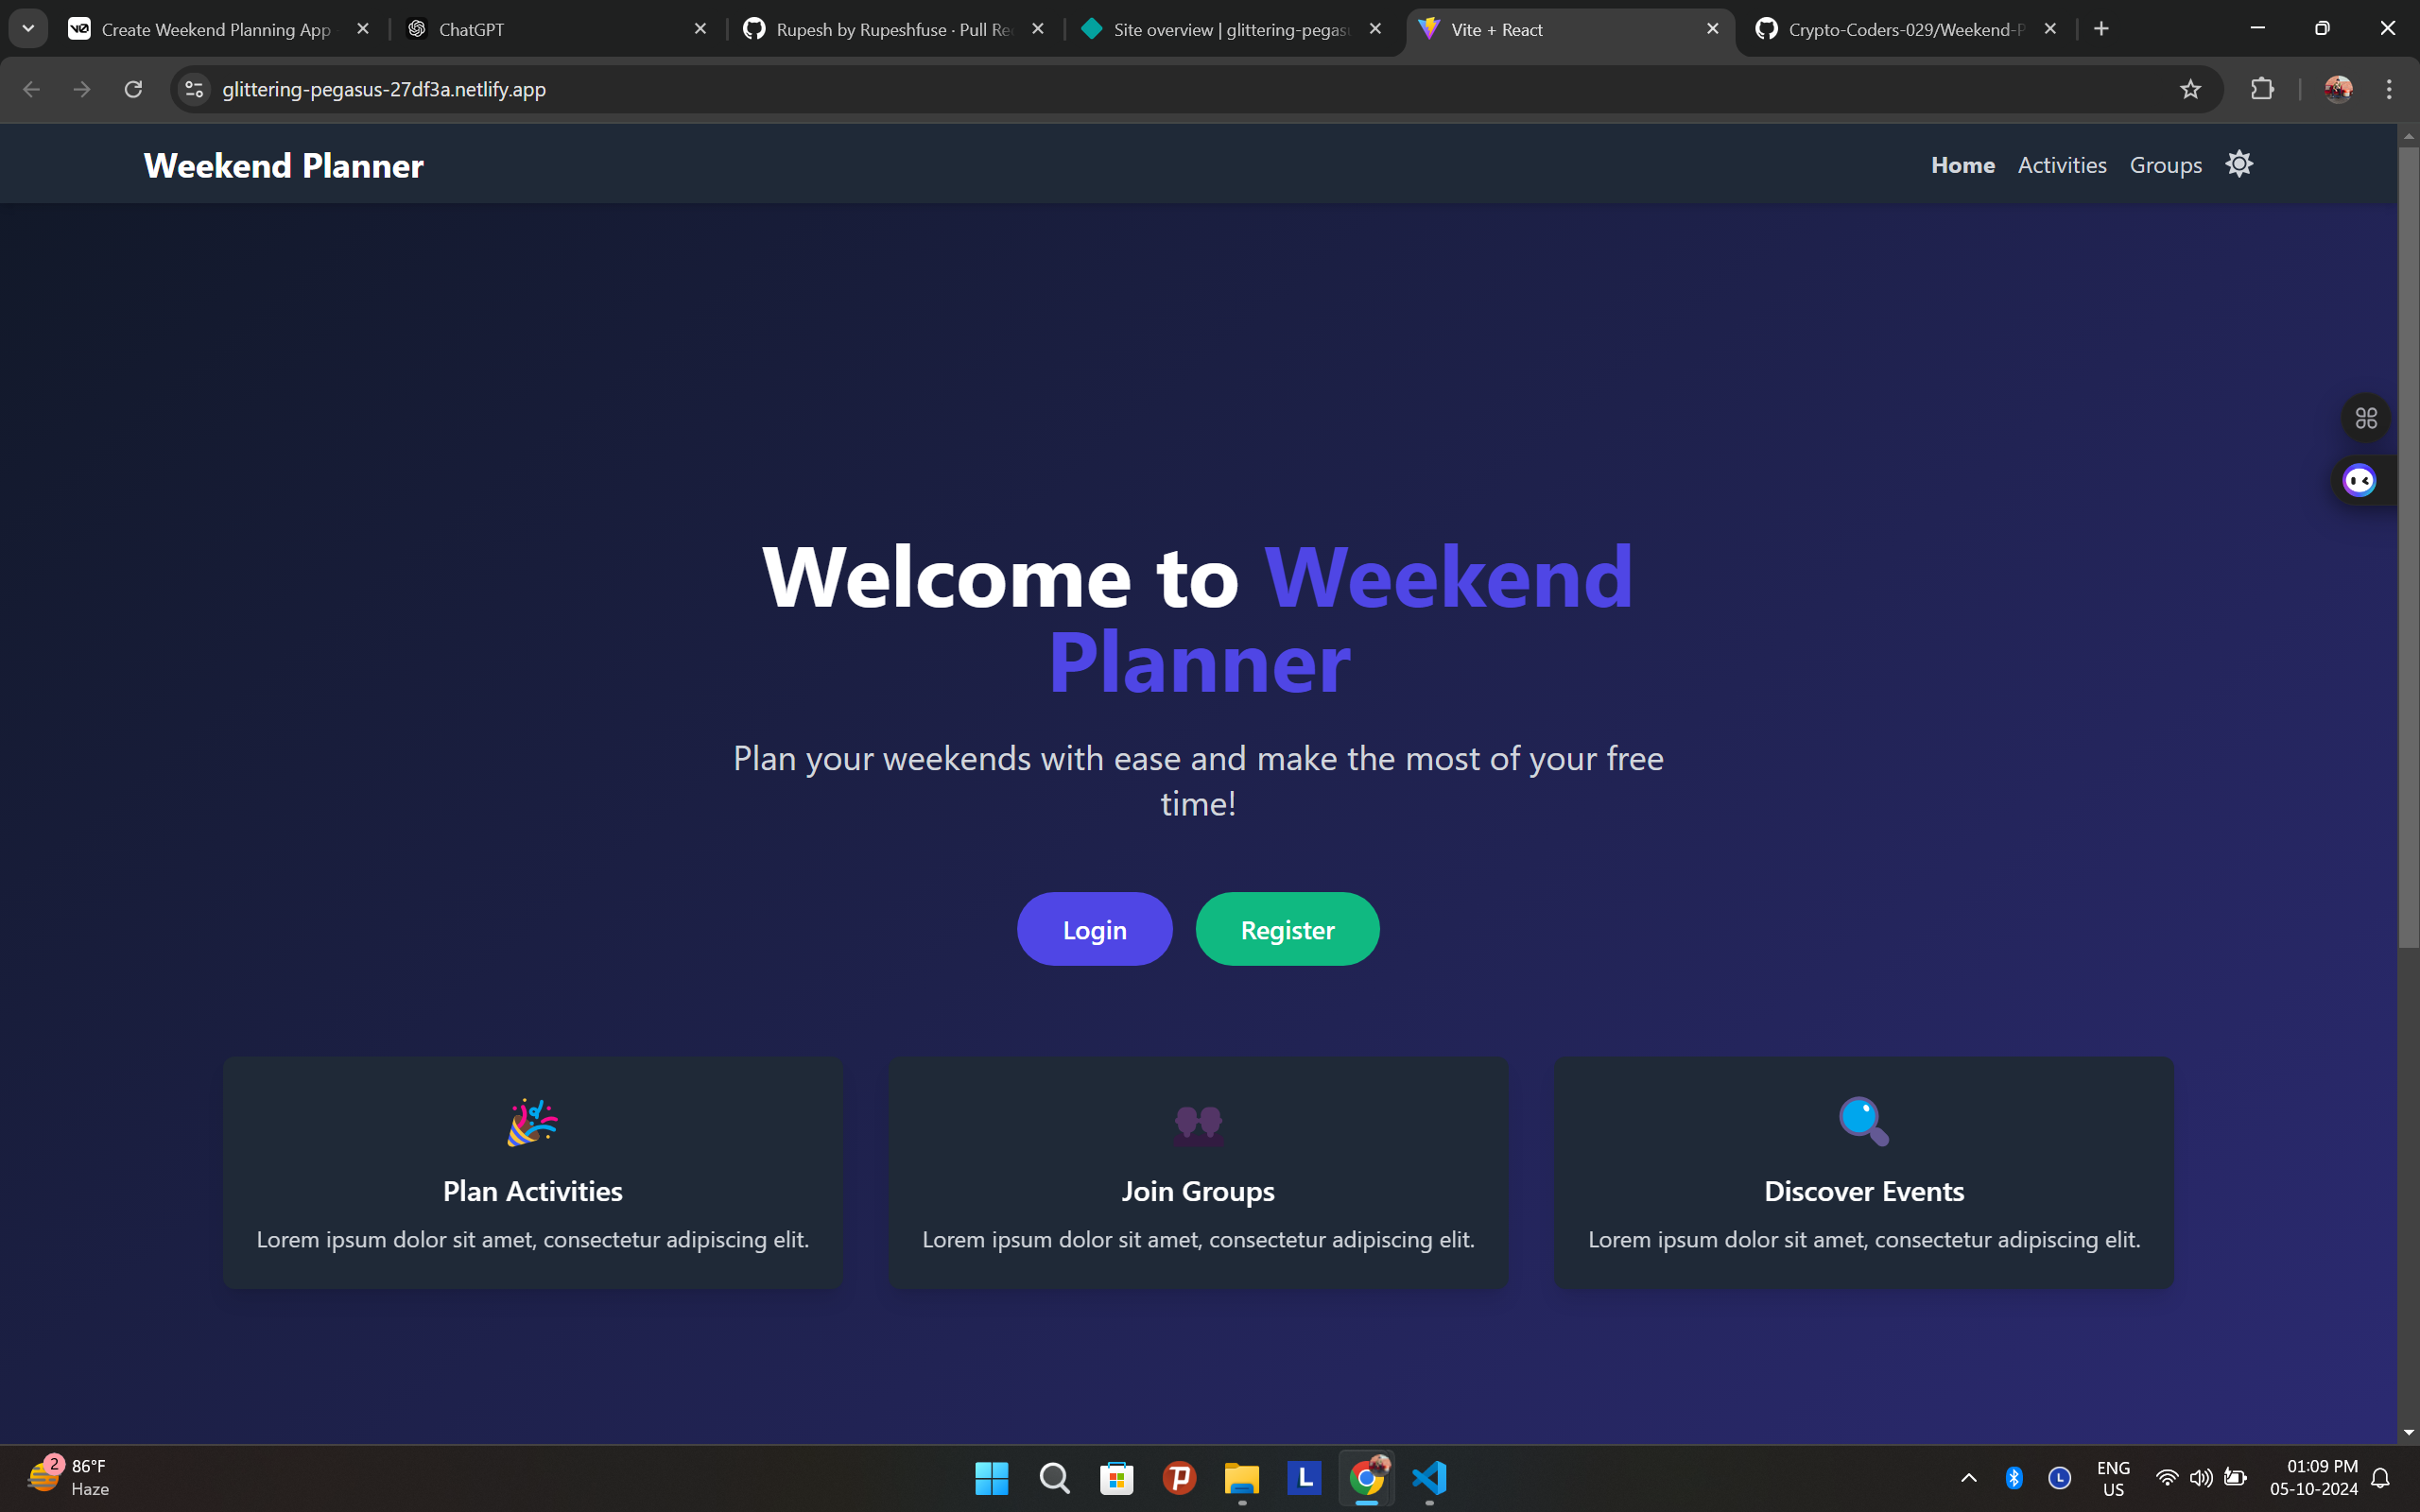 Create Weekend Planning App
ChatGPT
Rupesh by Rupeshfuse · Pull Re
Site overview | glittering-pegas
Vite + React
Crypto-Coders-029/Weekend-P
glittering-pegasus-27df3a.netlify.app
Weekend Planner
Home
Activities
Groups
Welcome to Weekend
Planner
Plan your weekends with ease and make the most of your free
time!
Login
Register
Plan Activities
Lorem ipsum dolor sit amet, consectetur adipiscing elit.
Join Groups
Lorem ipsum dolor sit amet, consectetur adipiscing elit.
Discover Events
Lorem ipsum dolor sit amet, consectetur adipiscing elit.
2
86°F
Haze
L
L
ENG
US
01:09 PM
05-10-2024